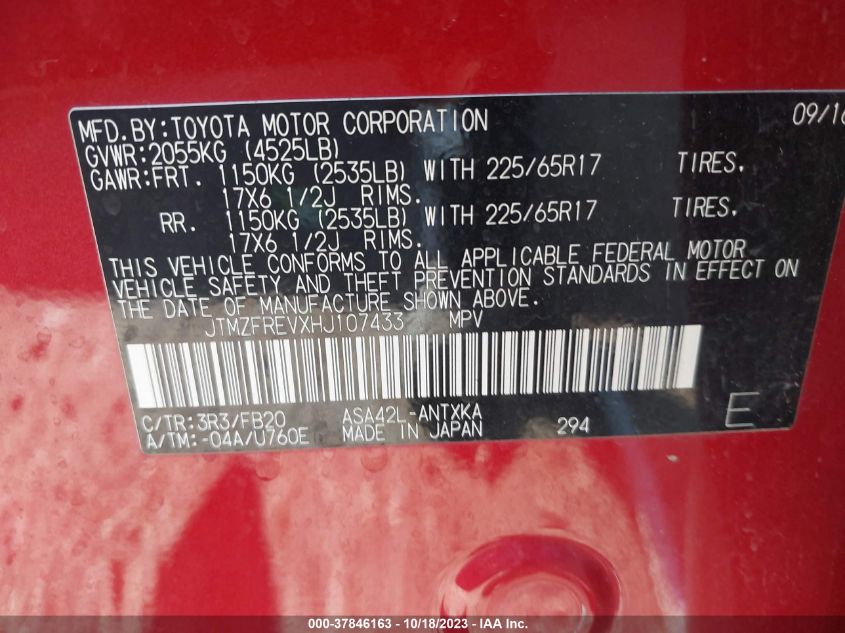 MFD.BY:TOYOTA MOTOR CORPORATION 09/16
GVWR:2055KG (4525LB)
GAWR:FRT. 1150KG (2535LB) WITH 225/65R17 TIRES.
17X6 1/2J RIMS.
RR. 1150KG (2535LB) WITH 225/65R17 TIRES.
17X6 1/2J RIMS.
THIS VEHICLE CONFORMS TO ALL APPLICABLE FEDERAL MOTOR
VEHICLE SAFETY AND THEFT PREVENTION STANDARDS IN EFFECT ON
THE DATE OF MANUFACTURE SHOWN ABOVE.
JTMZFREVXHJ107433 MPV
C/TR:3R3/FB20 ASA42L-ANTXKA
A/TM:-04A/U760E MADE IN JAPAN 294 E
000-37846163 - 10/18/2023 - IAA Inc.